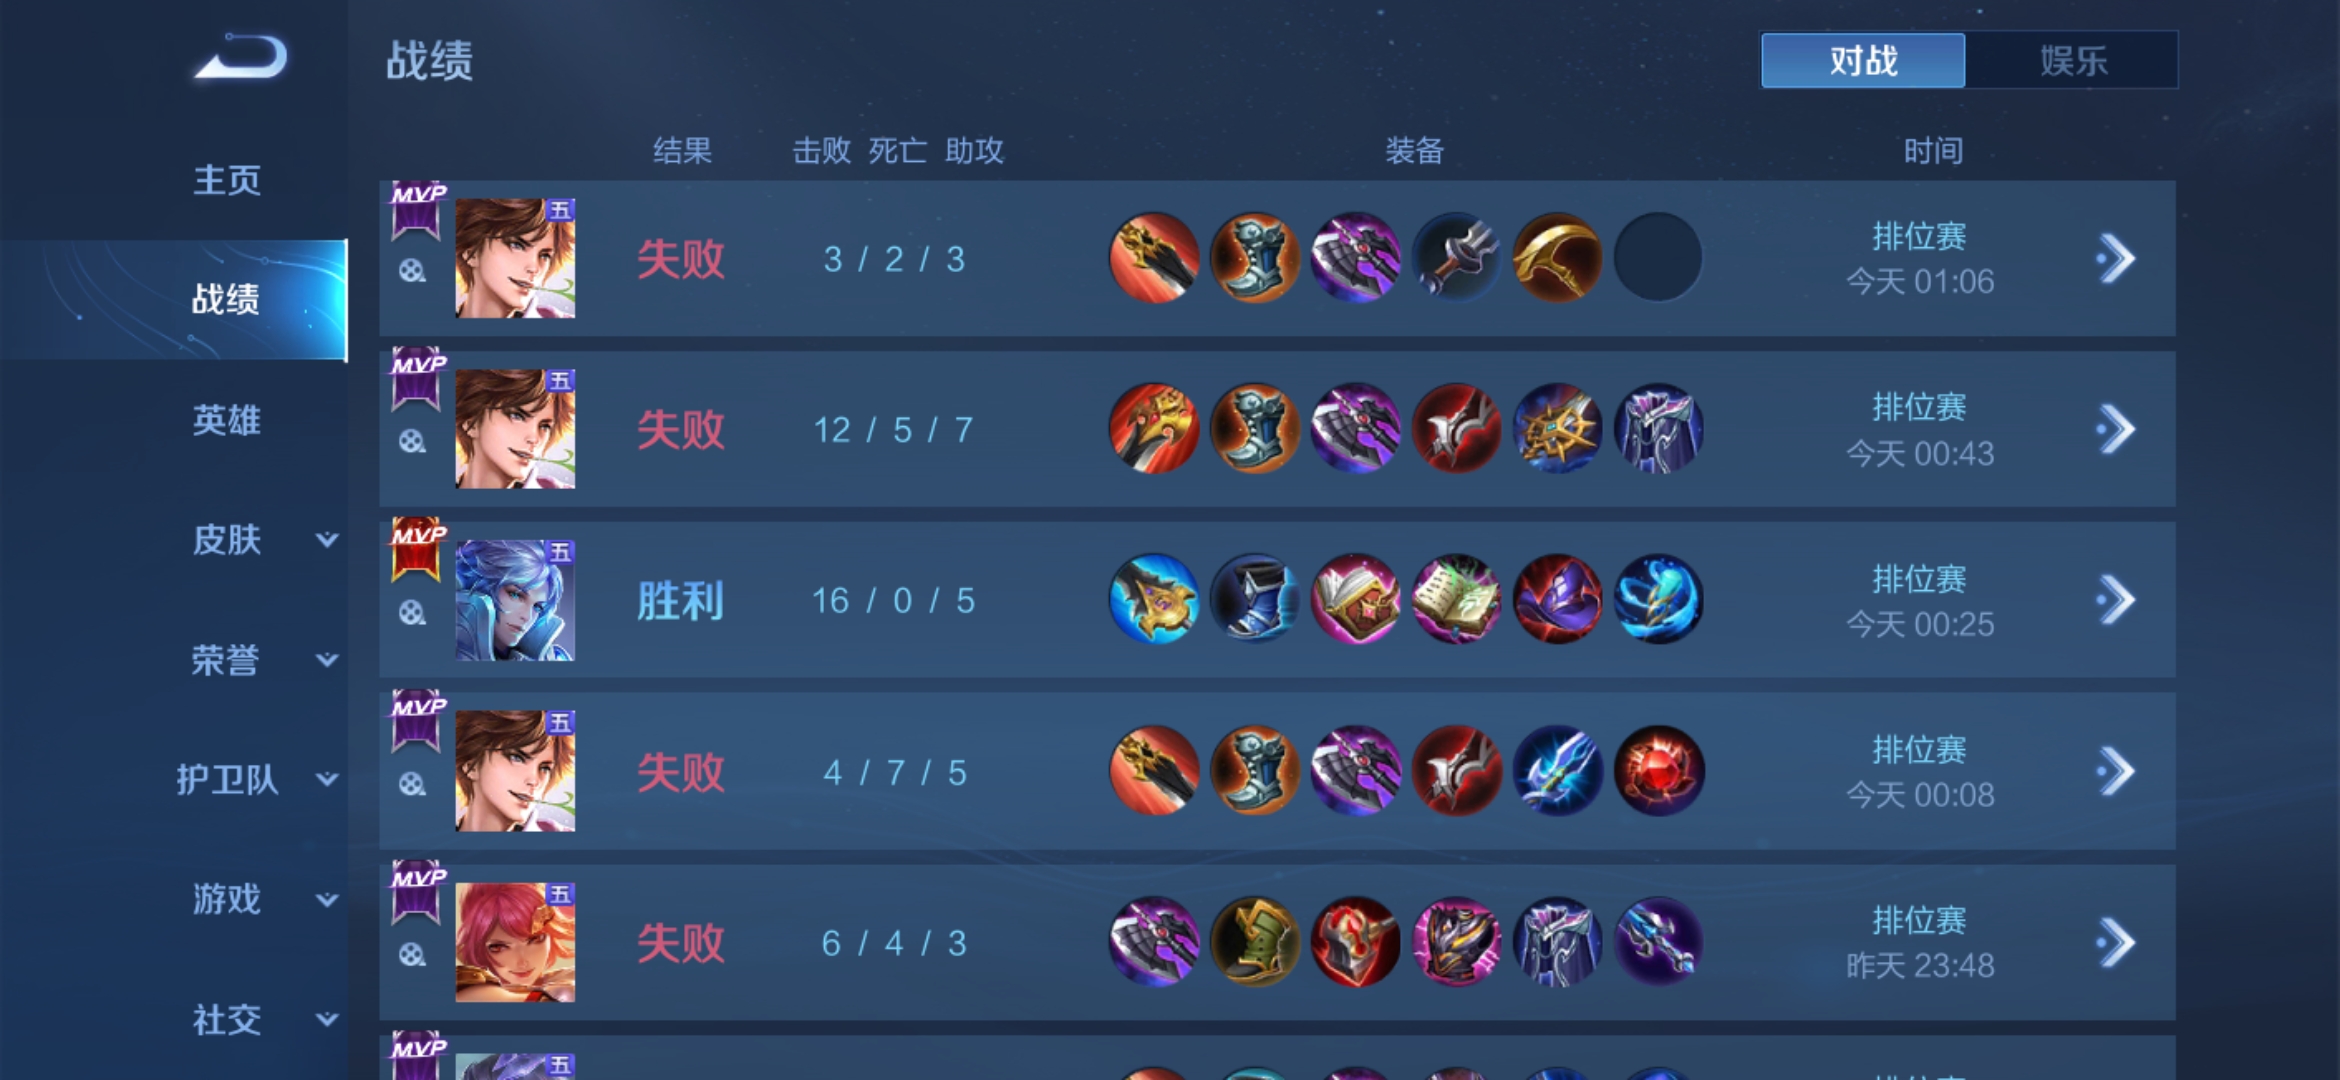 战绩
对战 娱乐
结果 击败 死亡 助攻 装备 时间
主页
战绩
英雄
皮肤
荣誉
护卫队
游戏
社交
MVP 五 失败 3 / 2 / 3 排位赛
今天 01:06
MVP 五 失败 12 / 5 / 7 排位赛
今天 00:43
MVP 五 胜利 16 / 0 / 5 排位赛
今天 00:25
MVP 五 失败 4 / 7 / 5 排位赛
今天 00:08
MVP 五 失败 6 / 4 / 3 排位赛
昨天 23:48
MVP 五